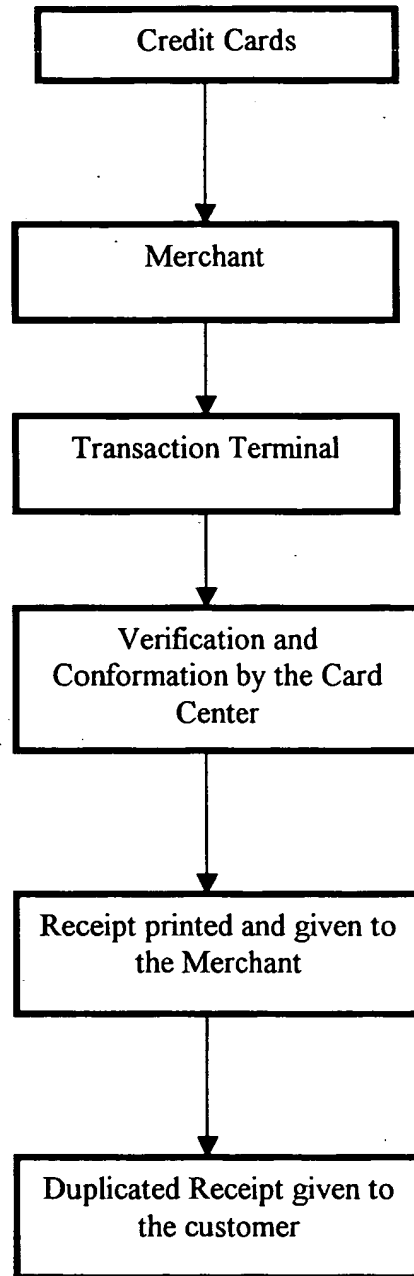 Credit Cards
Merchant
Transaction Terminal
Verification and
Conformation by the Card
Center
Receipt printed and given to
the Merchant
Duplicated Receipt given to
the customer